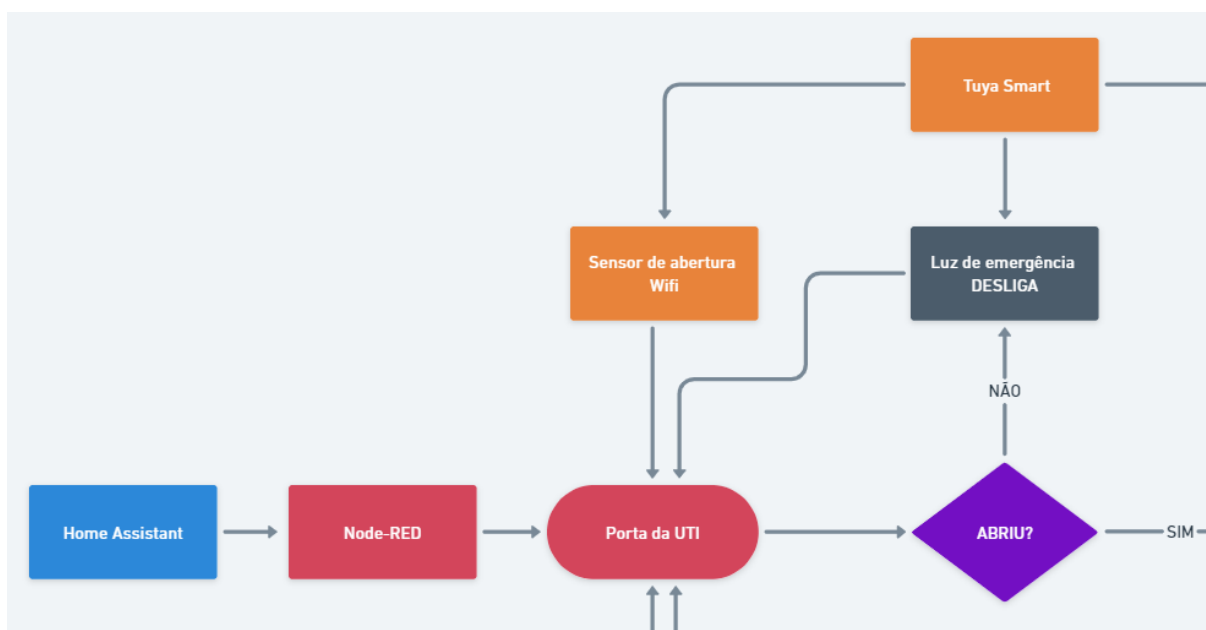 Tuya Smart
Sensor de abertura
Wifi
Luz de emergência
DESLIGA
NÃO
Home Assistant
Node-RED
Porta da UTI
ABRIU?
SIM